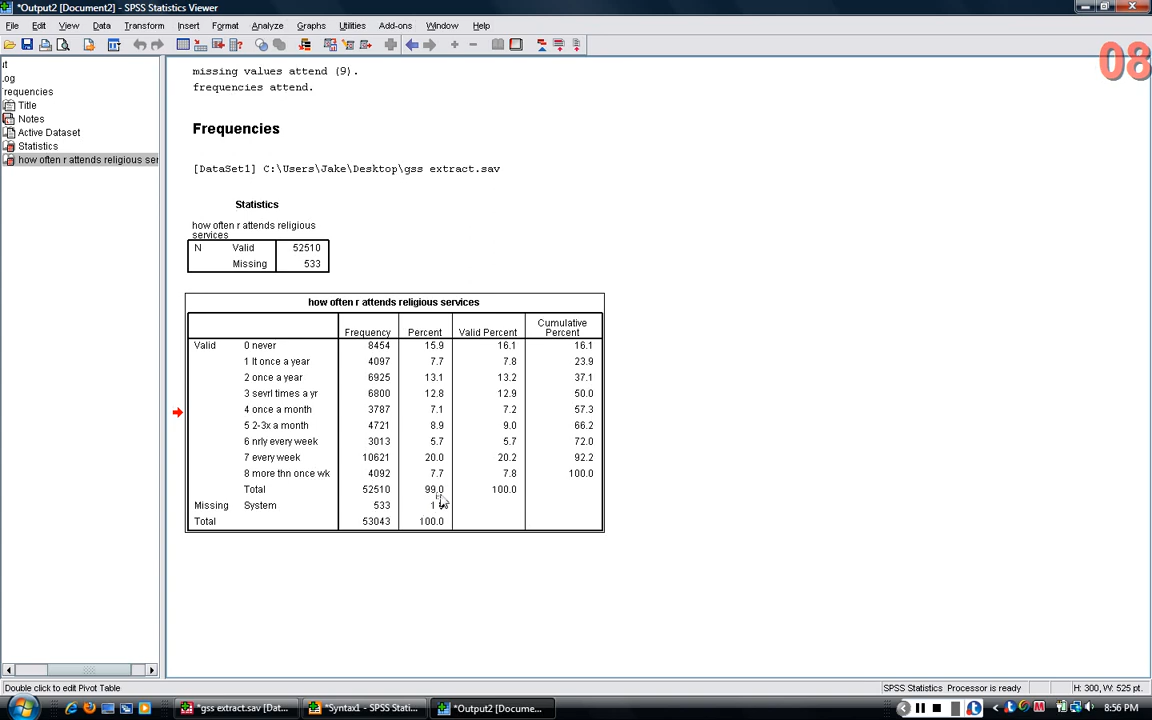 *Output2 [Document2] - SPSS Statistics Viewer
File Edit View Data Transform Insert Format Analyze Graphs Utilities Add-ons Window Help
08
it
og
requencies
Title
Notes
Active Dataset
Statistics
how often r attends religious ser
missing values attend (9).
frequencies attend.
Frequencies
[DataSet1] C:\Users\Jake\Desktop\gss extract.sav
Statistics
how often r attends religious
services
N Valid 52510
Missing 533
how often r attends religious services
Frequency Percent Valid Percent Cumulative Percent
Valid 0 never 8454 15.9 16.1 16.1
1 lt once a year 4097 7.7 7.8 23.9
2 once a year 6925 13.1 13.2 37.1
3 sevrl times a yr 6800 12.8 12.9 50.0
4 once a month 3787 7.1 7.2 57.3
5 2-3x a month 4721 8.9 9.0 66.2
6 nrly every week 3013 5.7 5.7 72.0
7 every week 10621 20.0 20.2 92.2
8 more thn once wk 4092 7.7 7.8 100.0
Total 52510 99.0 100.0
Missing System 533
Total 53043 100.0
Double click to edit Pivot Table
SPSS Statistics Processor is ready
H: 300, W: 525 pt.
*gss extract.sav [Dat...
*Syntax1 - SPSS Stati...
*Output2 [Docume...
8:56 PM